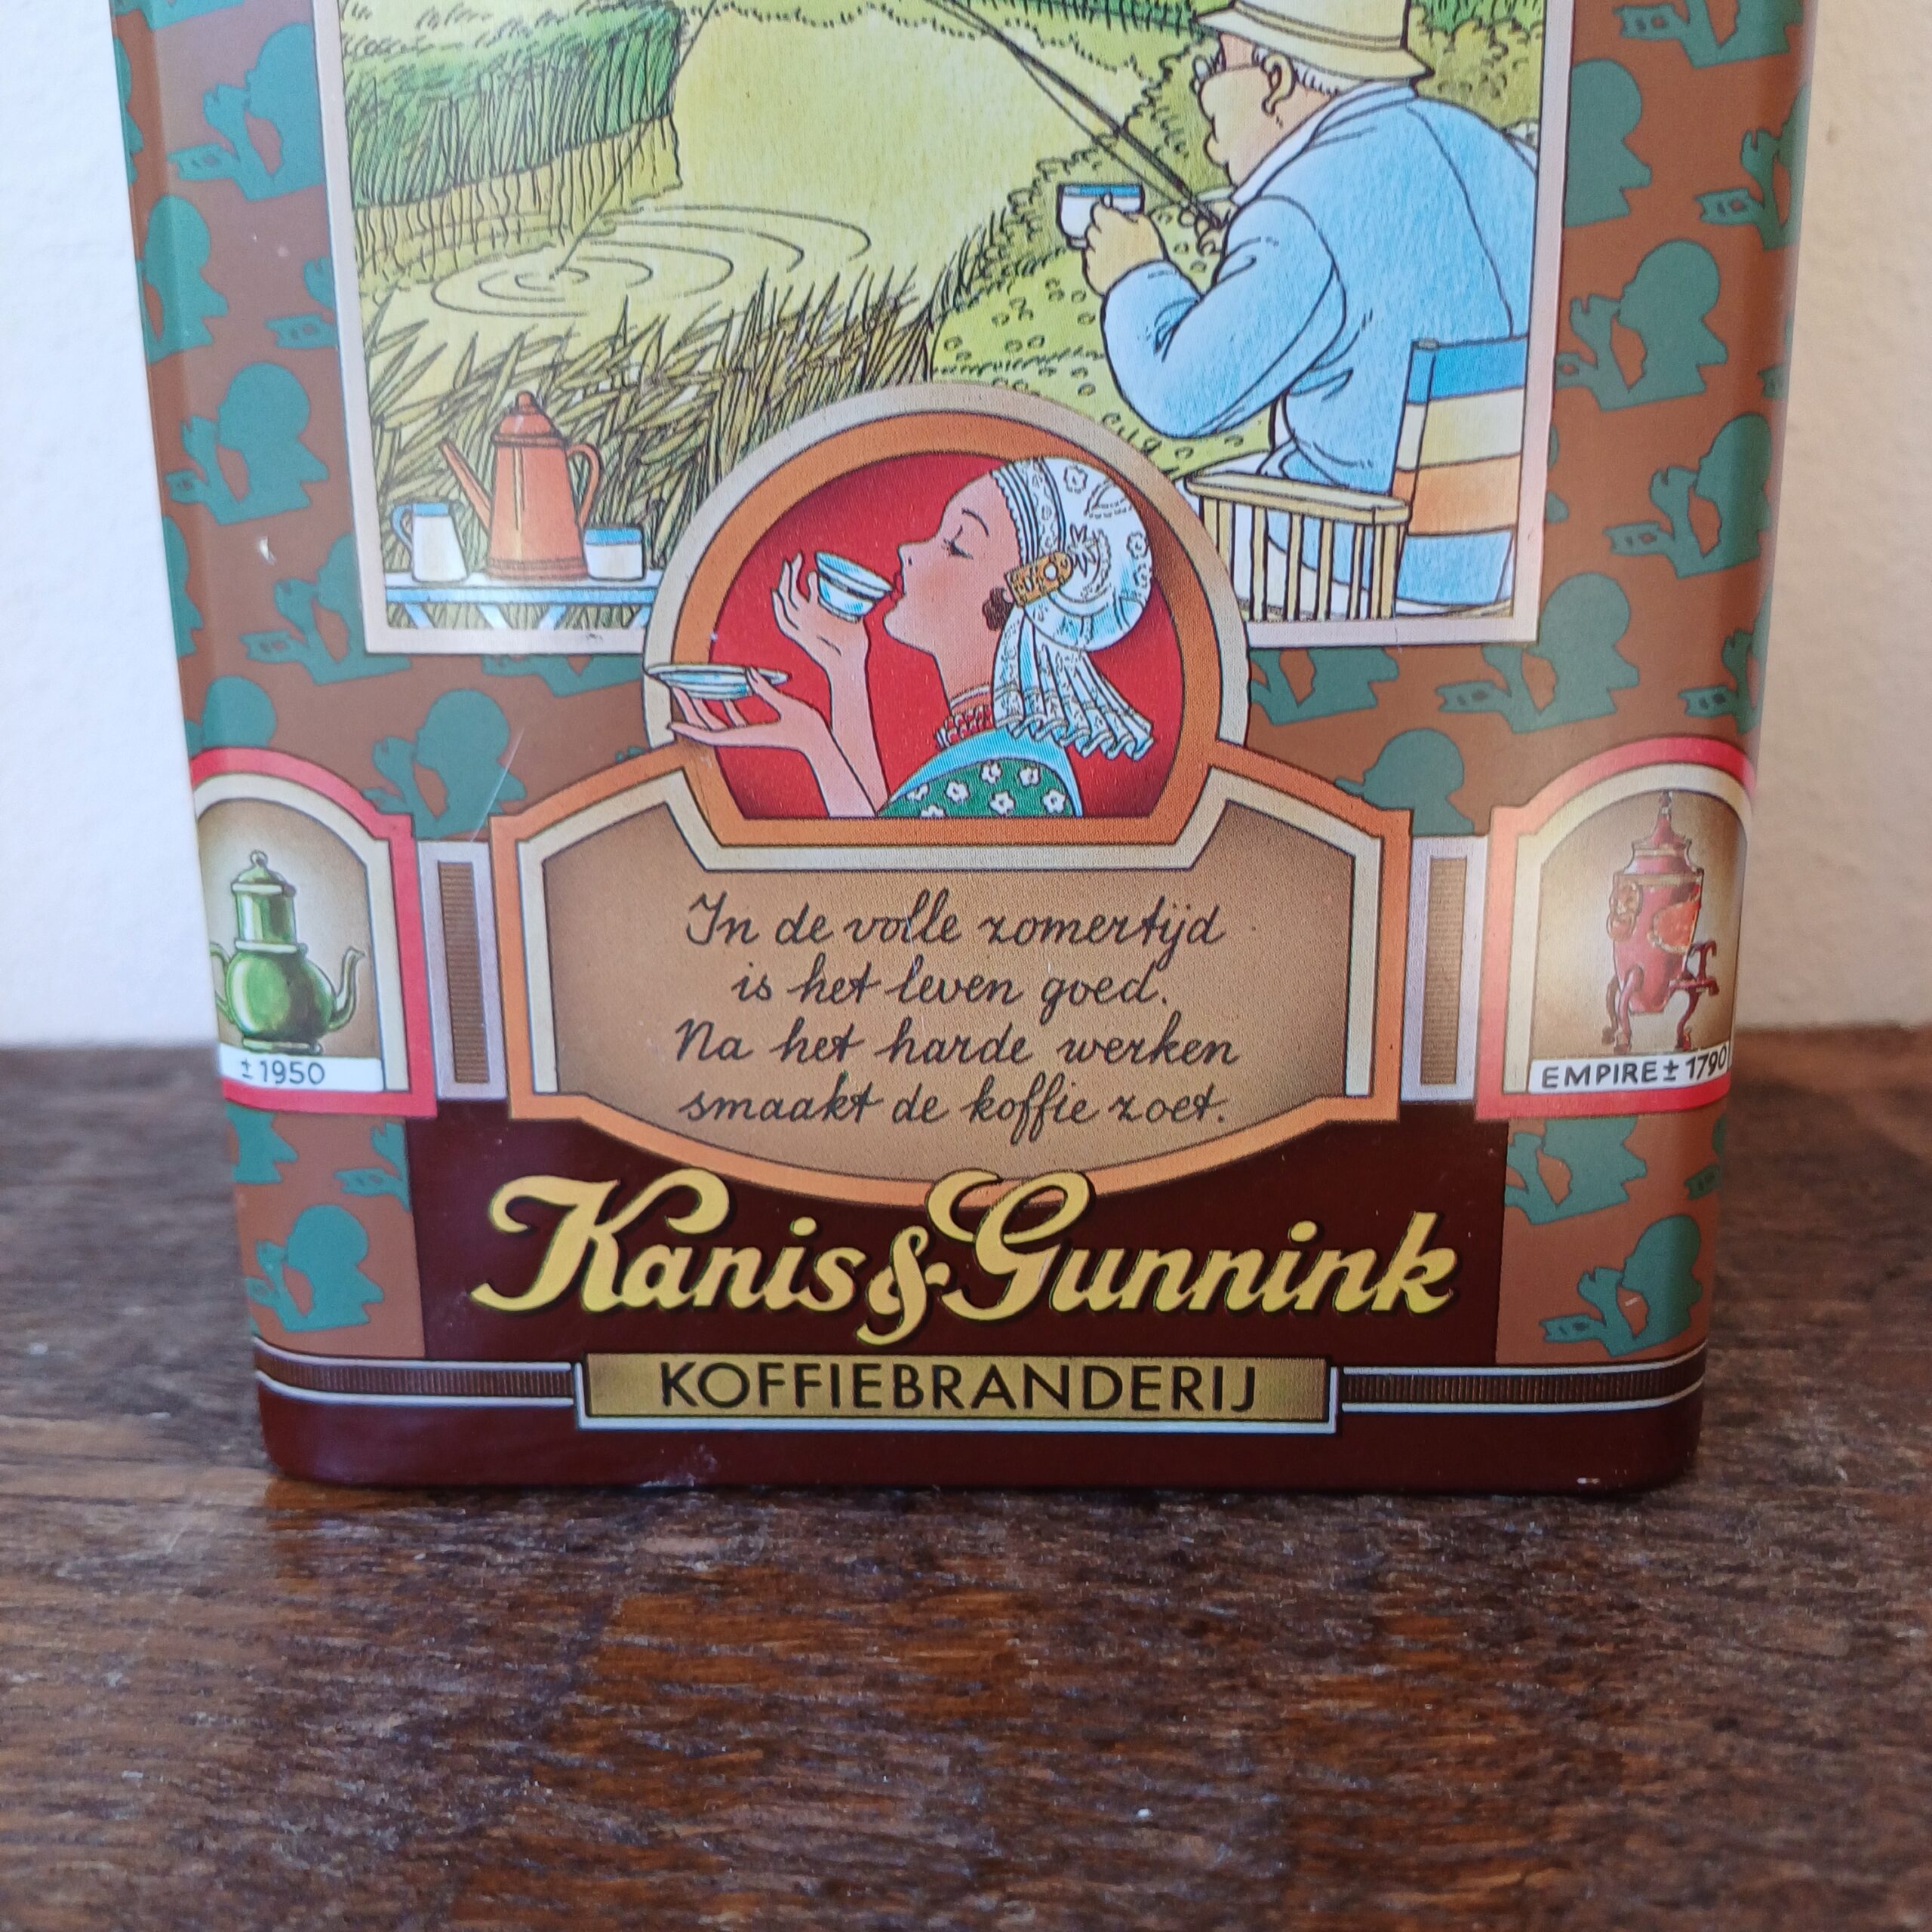 In de volle zomertijd
is het leven goed.
Na het harde werken
smaakt de koffie zoet.
± 1950
EMPIRE ± 1790
Kanis & Gunnink
KOFFIEBRANDERIJ